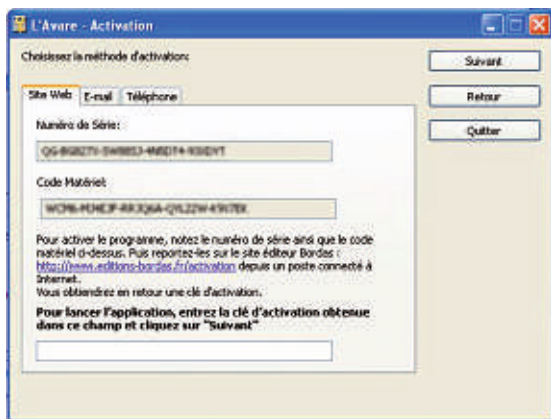 L'Avare - Activation
Choisissez la méthode d'activation:
Suivant
Site Web E-mail Téléphone
Retour
Numéro de Série:
Quitter
Code Matériel:
Pour activer le programme, notez le numéro de série ainsi que le code
matériel ci-dessus. Puis reportez-les sur le site éditeur Bordas :
http://www.editions-bordas.fr/activation depuis un poste connecté à
Internet.
Vous obtiendrez en retour une clé d'activation.
Pour lancer l'application, entrez la clé d'activation obtenue
dans ce champ et cliquez sur "Suivant"